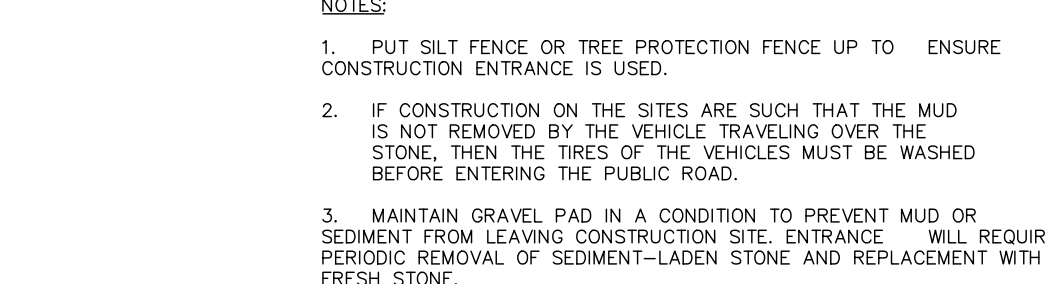 NOTES:
1. PUT SILT FENCE OR TREE PROTECTION FENCE UP TO ENSURE
CONSTRUCTION ENTRANCE IS USED.
2. IF CONSTRUCTION ON THE SITES ARE SUCH THAT THE MUD
IS NOT REMOVED BY THE VEHICLE TRAVELING OVER THE
STONE, THEN THE TIRES OF THE VEHICLES MUST BE WASHED
BEFORE ENTERING THE PUBLIC ROAD.
3. MAINTAIN GRAVEL PAD IN A CONDITION TO PREVENT MUD OR
SEDIMENT FROM LEAVING CONSTRUCTION SITE. ENTRANCE WILL REQUIR
PERIODIC REMOVAL OF SEDIMENT-LADEN STONE AND REPLACEMENT WITH
FRESH STONE.